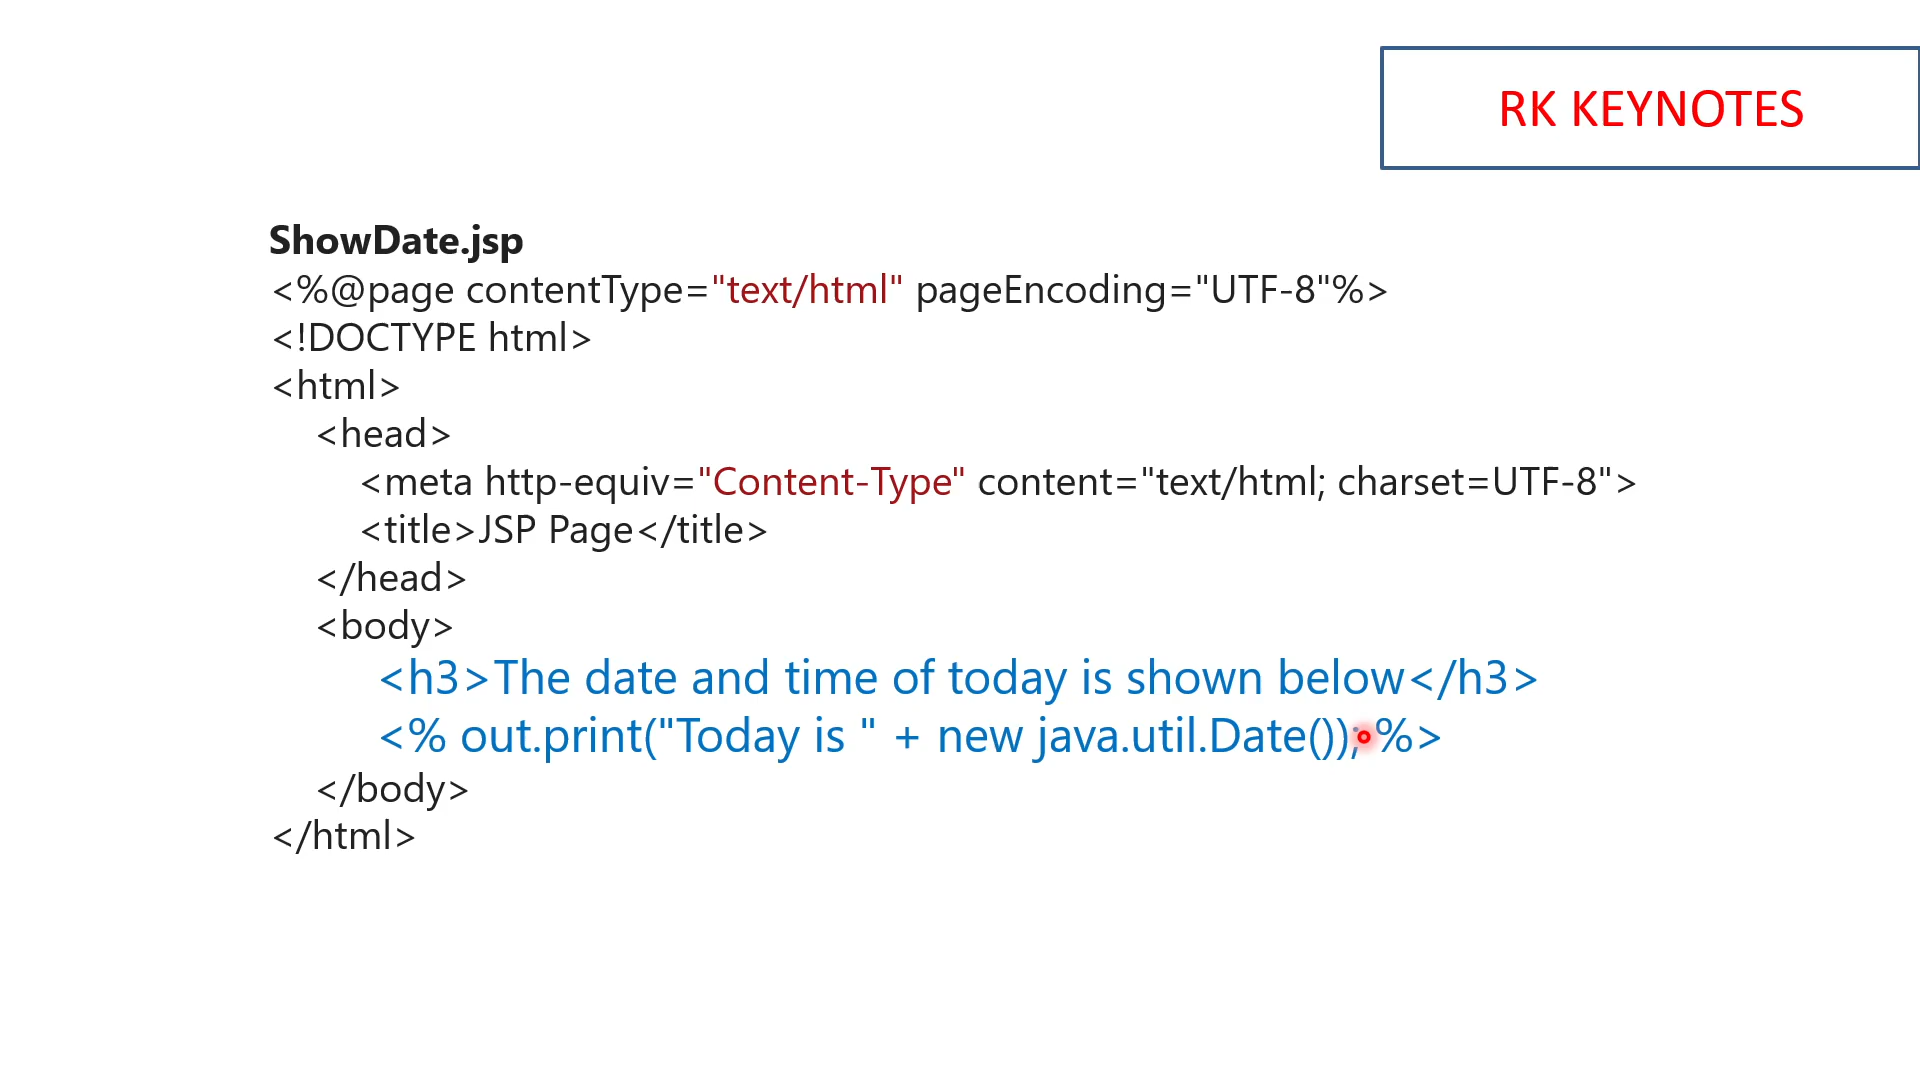 RK KEYNOTES
ShowDate.jsp
<%@page contentType="text/html" pageEncoding="UTF-8"%>
<!DOCTYPE html>
<html>
<head>
<meta http-equiv="Content-Type" content="text/html; charset=UTF-8">
<title>JSP Page</title>
</head>
<body>
<h3>The date and time of today is shown below</h3>
<% out.print("Today is " + new java.util.Date()); %>
</body>
</html>